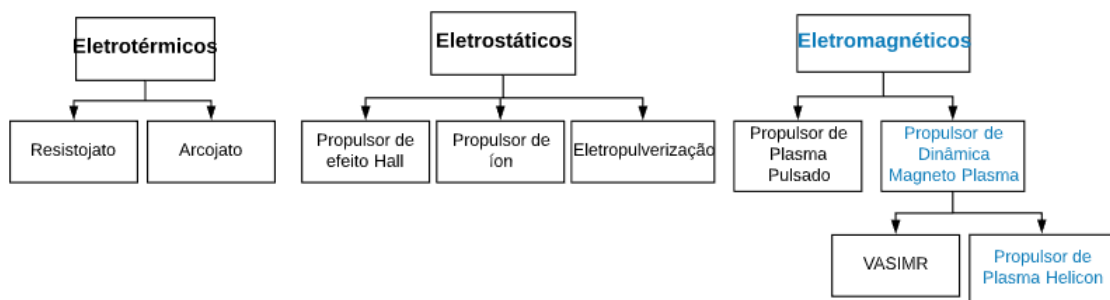 Eletrotérmicos
Eletrostáticos
Eletromagnéticos
Resistojato
Arcojato
Propulsor de
efeito Hall
Propulsor de
íon
Eletropulverização
Propulsor de
Plasma
Pulsado
Propulsor de
Dinâmica
Magneto Plasma
VASIMR
Propulsor de
Plasma Helicon